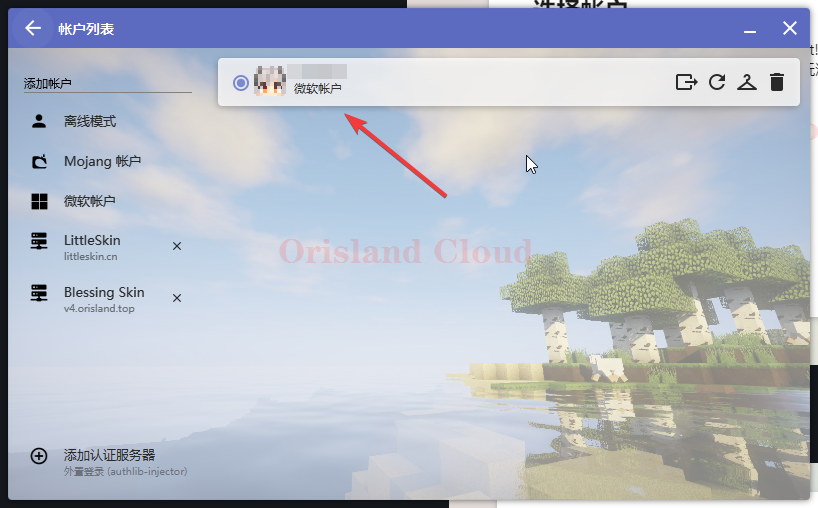 帐户列表
添加帐户
微软帐户
离线模式
Mojang 帐户
微软帐户
LittleSkin
littleskin.cn
Blessing Skin
v4.orisland.top
Orisland Cloud
添加认证服务器
外置登录 (authlib-injector)